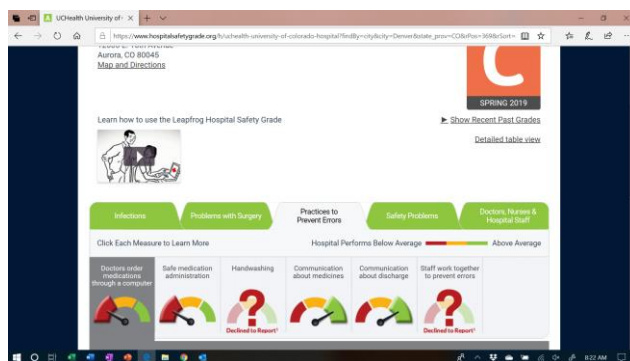 UCHealth University of
https://www.hospitalsafetygrade.org/h/uchealth-university-of-colorado-hospital?findBy=city&city=Denver&state_prov=CO&rPos=369&rSort=
Aurora, CO 80045
Map and Directions
C
SPRING 2019
Learn how to use the Leapfrog Hospital Safety Grade
► Show Recent Past Grades
Detailed table view
Infections
Problems with Surgery
Practices to
Prevent Errors
Safety Problems
Doctors, Nurses &
Hospital Staff
Click Each Measure to Learn More
Hospital Performs Below Average
Above Average
Doctors order
medications
through a computer
Safe medication
administration
Handwashing
Declined to Report*
Communication
about medicines
Communication
about discharge
Staff work together
to prevent errors
Declined to Report*
8:22 AM